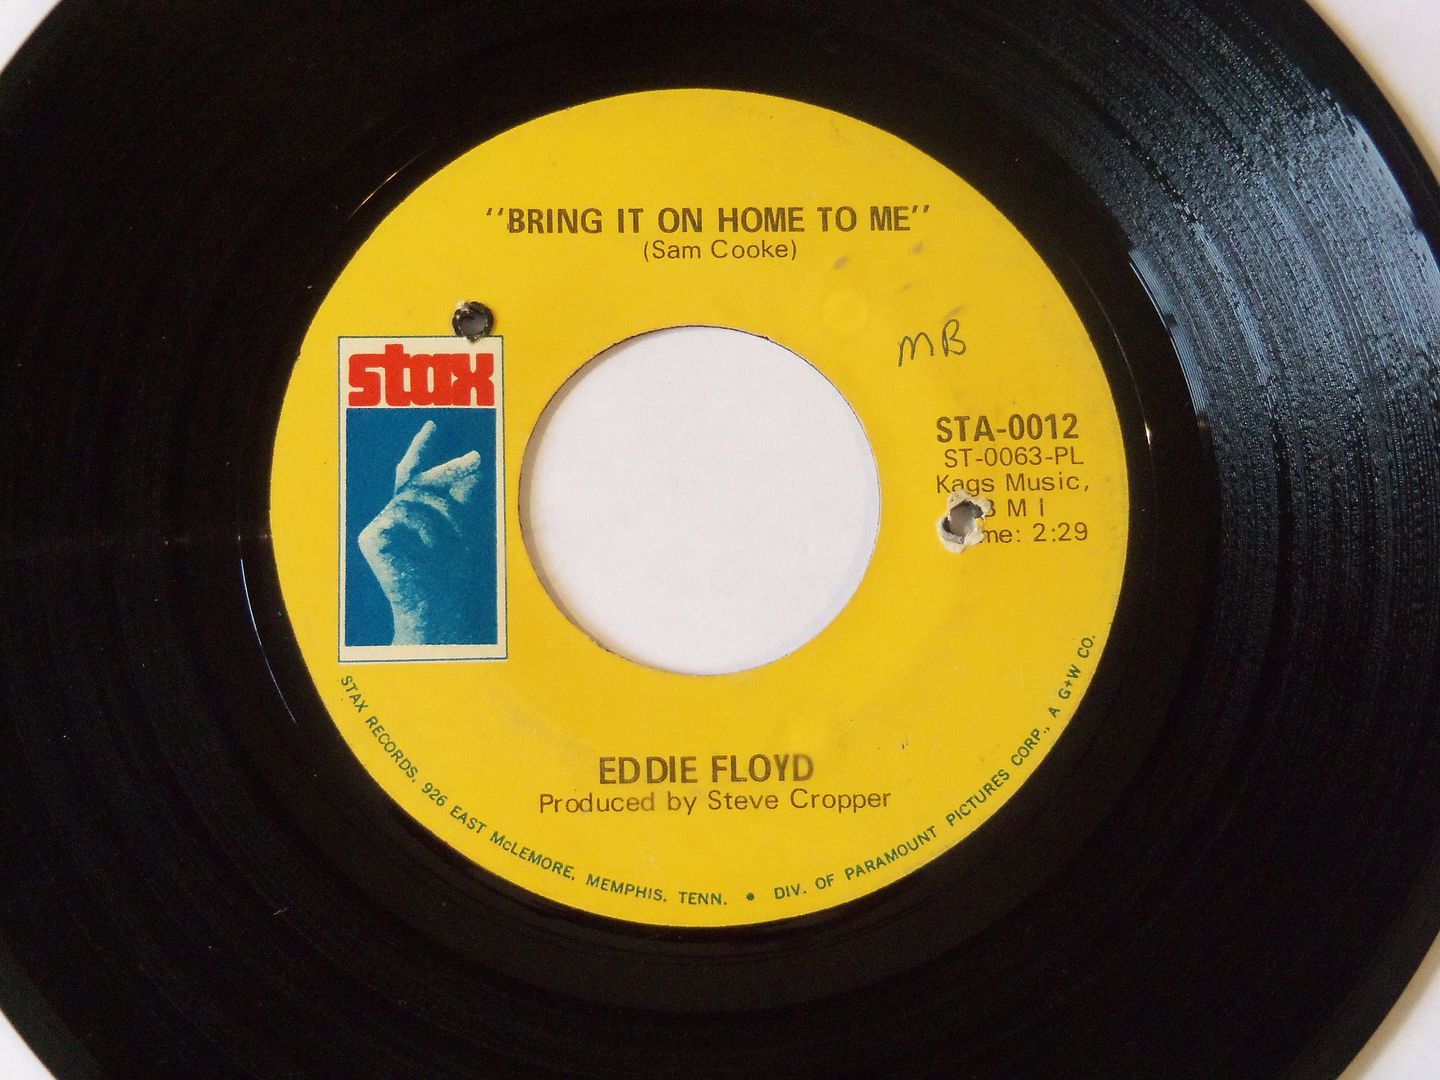 "BRING IT ON HOME TO ME"
(Sam Cooke)
MB
stax
STA-0012
ST-0063-PL
Kags Music,
B M I
me: 2:29
EDDIE FLOYD
Produced by Steve Cropper
STAX RECORDS, 926 EAST McLEMORE, MEMPHIS, TENN. • DIV. OF PARAMOUNT PICTURES CORP., A G+W CO.